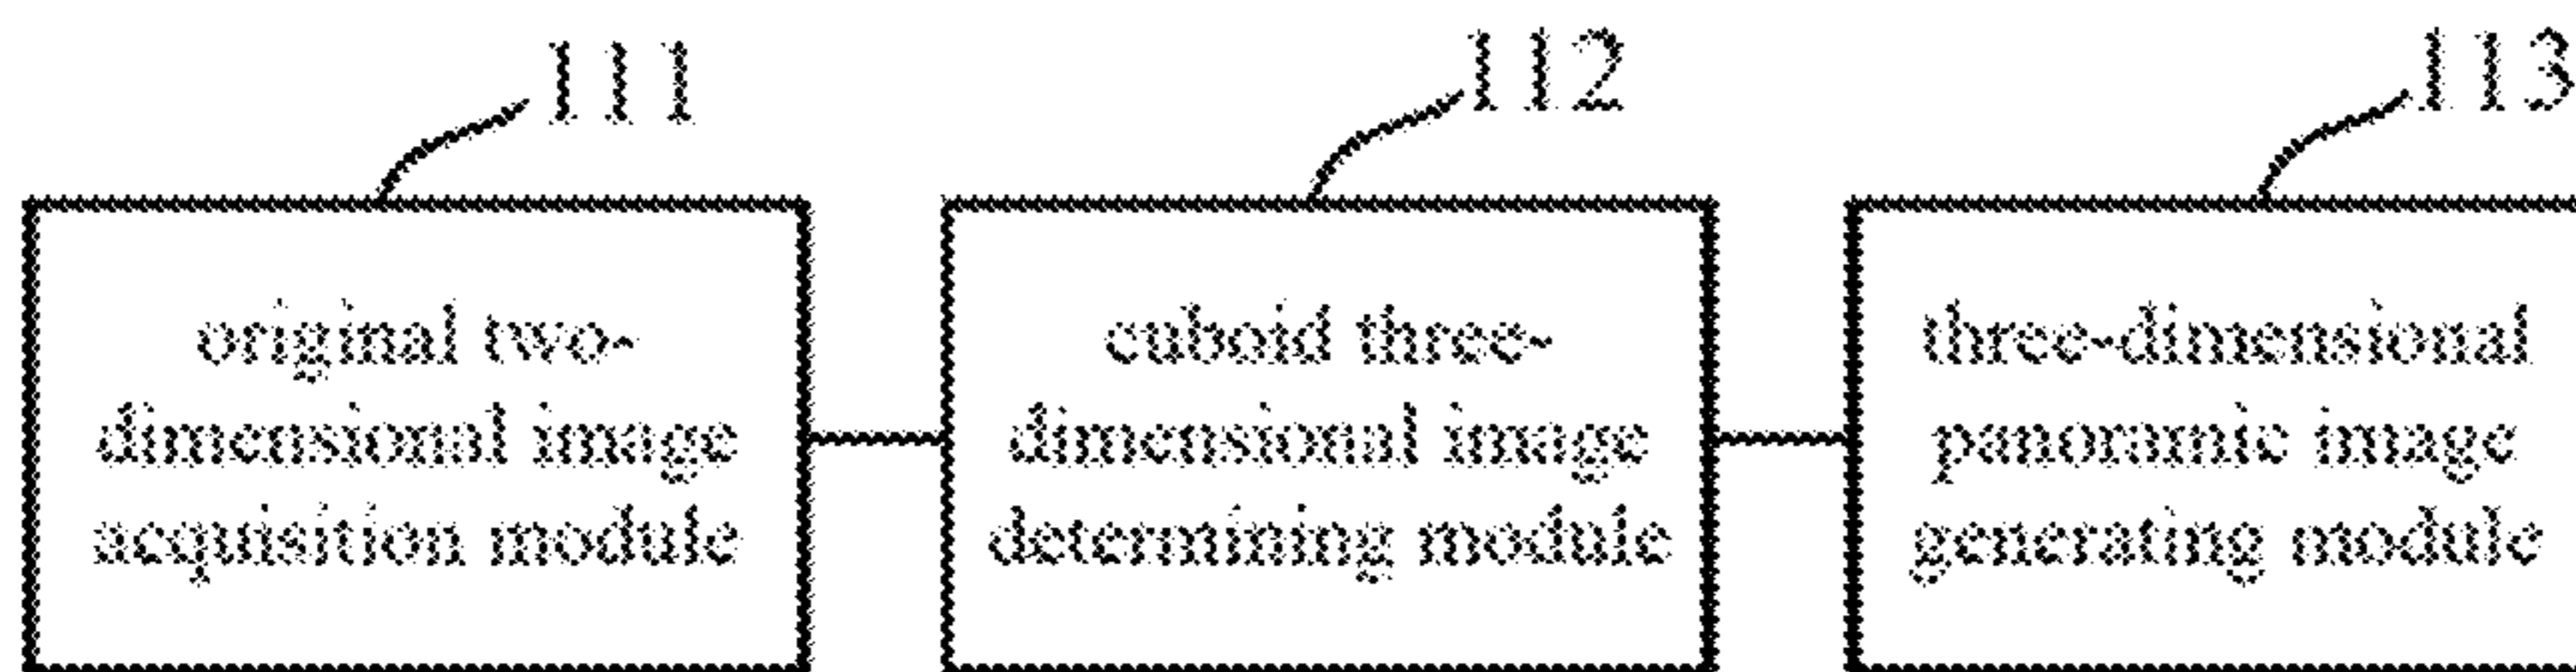 111
112
113
original two-
dimensional image
acquisition module
cuboid three-
dimensional image
determining module
three-dimensional
panoramic image
generating module